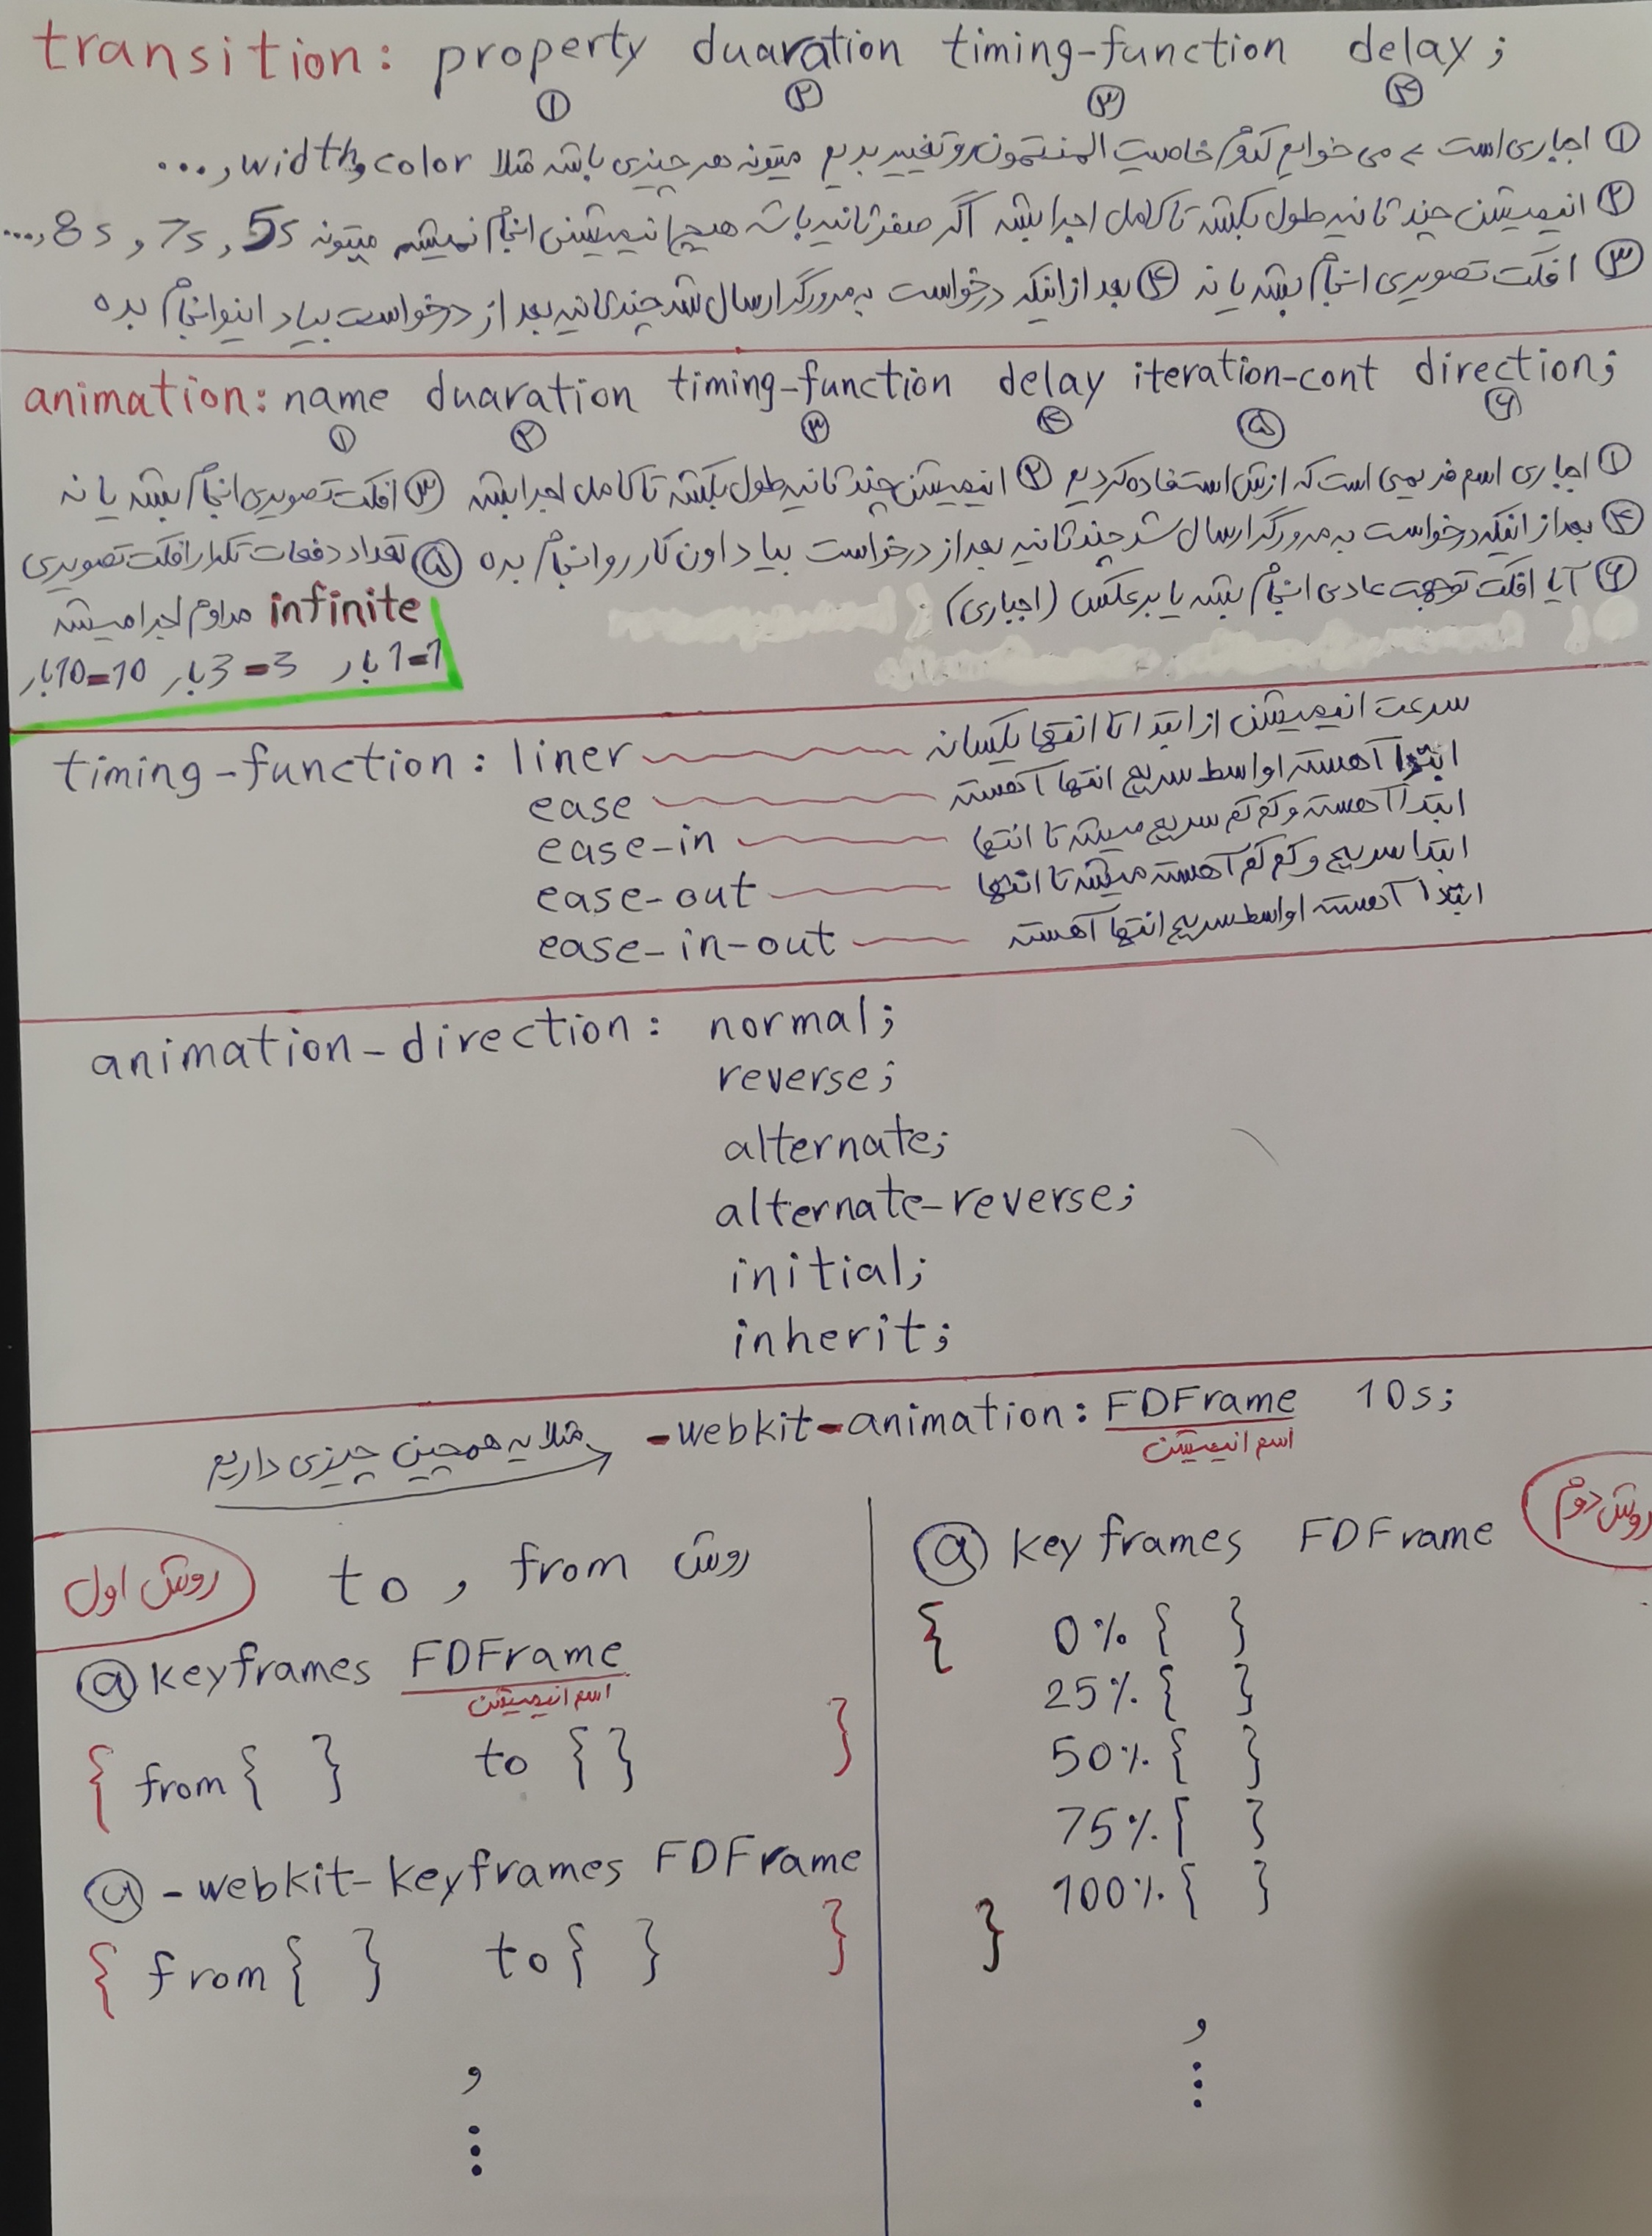 transition: property duaration timing-function delay;
① ② ③ ④
① اجباری است => می خوایم کدوم خاصیت المنتمون رو تغییر بدیم میتونه هر چیزی باشه مثلا width, color, ...
② انیمیشن چند ثانیه طول بکشه تا کامل اجرا بشه اگر صفر ثانیه باشه هیچ انیمیشنی انجام نمیشه میتونه 5s, 7s, 8s, ...
③ افکت تصویری انجام بشه یا نه ④ بعد از اینکه درخواست به مرورگر ارسال شد چند ثانیه بعد از درخواست بیاد اینو انجام بده
animation: name duaration timing-function delay iteration-cont direction;
① ② ③ ④ ⑤ ⑥
① اجباری اسم فریمی است که ازش استفاده کردیم ② انیمیشن چند ثانیه طول بکشه تا کامل اجرا بشه ③ افکت تصویری انجام بشه یا نه
④ بعد از اینکه درخواست به مرورگر ارسال شد چند ثانیه بعد از درخواست بیاد اون کار رو انجام بده ⑤ تعداد دفعات تکرار افکت تصویری
⑥ آیا افکت توجهت عادی انجام بشه یا برعکس (اجباری)
infinite مداوم اجرا میشه
1=1 بار 3=3 بار 10=10 بار
timing-function: liner سرعت انیمیشن از ابتدا تا انتها یکسانه
ease ابتدا آهسته اواسط سریع انتها آهسته
ease-in ابتدا آهسته و کم کم سریع میشه تا انتها
ease-out ابتدا سریع و کم کم آهسته میشه تا انتها
ease-in-out ابتدا آهسته اواسط سریع انتها آهسته
animation-direction: normal;
reverse;
alternate;
alternate-reverse;
initial;
inherit;
مثلا یه همچین چیزی داریم -webkit-animation: FDFrame 10s;
اسم انیمیشن
روش اول
روش from , to
@keyframes FDFrame
اسم انیمیشن
{ from { } to { } }
@-webkit-keyframes FDFrame
{ from { } to { } }
و
...
روش دوم
@ keyframes FDFrame
{ 0% { }
25% { }
50% { }
75% { }
100% { }
}
و
...